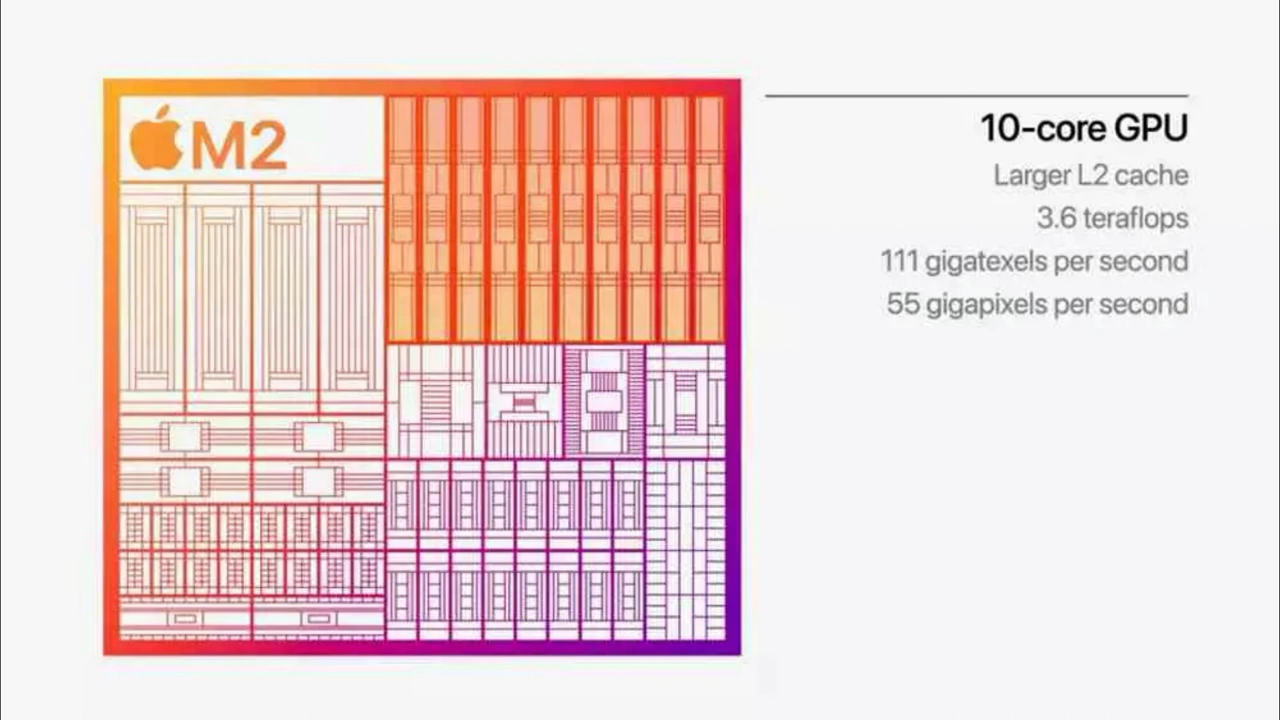 M2
10-core GPU
Larger L2 cache
3.6 teraflops
111 gigatexels per second
55 gigapixels per second